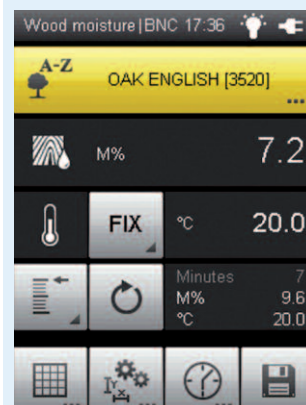 Wood moisture|BNC 17:36
A-Z
OAK ENGLISH [3520]
...
M% 7.2
FIX °C 20.0
Minutes 7
M% 9.6
°C 20.0